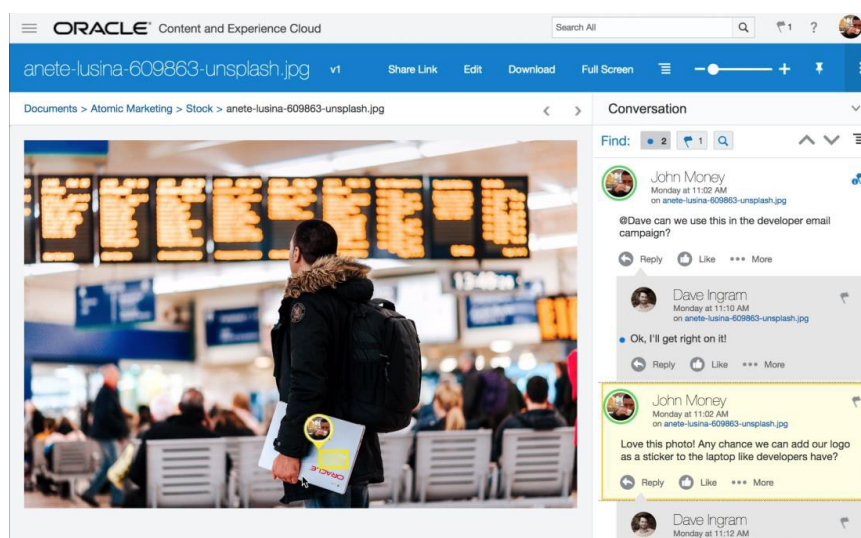 ORACLE® Content and Experience Cloud
Search All
1 ?
anete-lusina-609863-unsplash.jpg v1 Share Link Edit Download Full Screen
Documents > Atomic Marketing > Stock > anete-lusina-609863-unsplash.jpg
Conversation
Find: 2 1
John Money
Monday at 11:02 AM
on anete-lusina-609863-unsplash.jpg
@Dave can we use this in the developer email
campaign?
Reply Like More
Dave Ingram
Monday at 11:10 AM
on anete-lusina-609863-unsplash.jpg
Ok, I'll get right on it!
Reply Like More
John Money
Monday at 11:02 AM
on anete-lusina-609863-unsplash.jpg
Love this photo! Any chance we can add our logo
as a sticker to the laptop like developers have?
Reply Like More
Dave Ingram
Monday at 11:12 AM
ORACLE